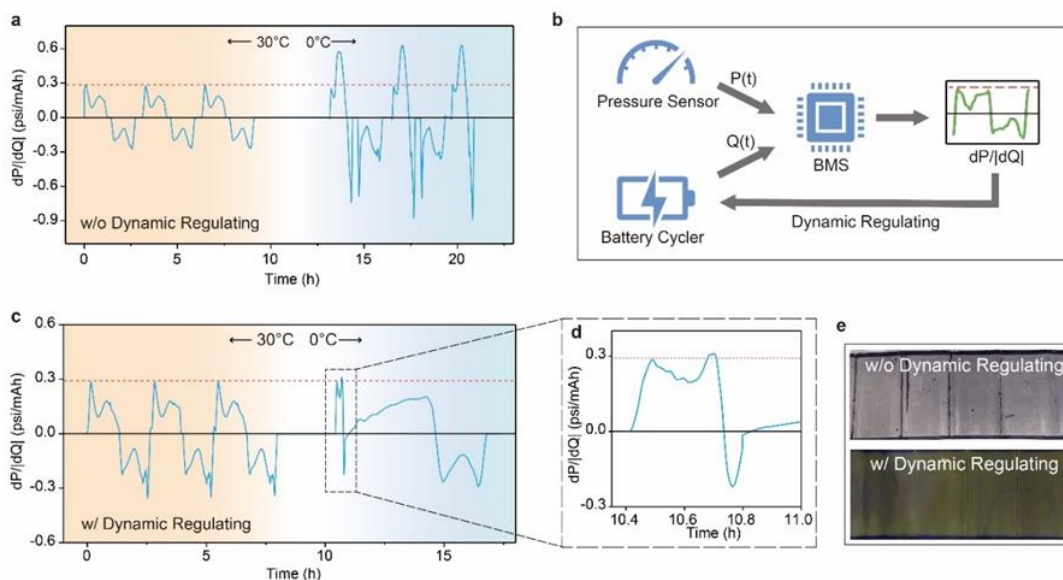 a
0.6
0.3
0.0
-0.3
-0.6
-0.9
dP/|dQ| (psi/mAh)
30°C 0°C
w/o Dynamic Regulating
0 5 10 15 20
Time (h)
b
Pressure Sensor
P(t)
Q(t)
BMS
dP/|dQ|
Battery Cycler
Dynamic Regulating
c
0.6
0.3
0.0
-0.3
-0.6
dP/|dQ| (psi/mAh)
30°C 0°C
w/ Dynamic Regulating
0 5 10 15
Time (h)
d
0.3
0.0
-0.3
dP/|dQ| (psi/mAh)
10.4 10.6 10.8 11.0
Time (h)
e
w/o Dynamic Regulating
w/ Dynamic Regulating